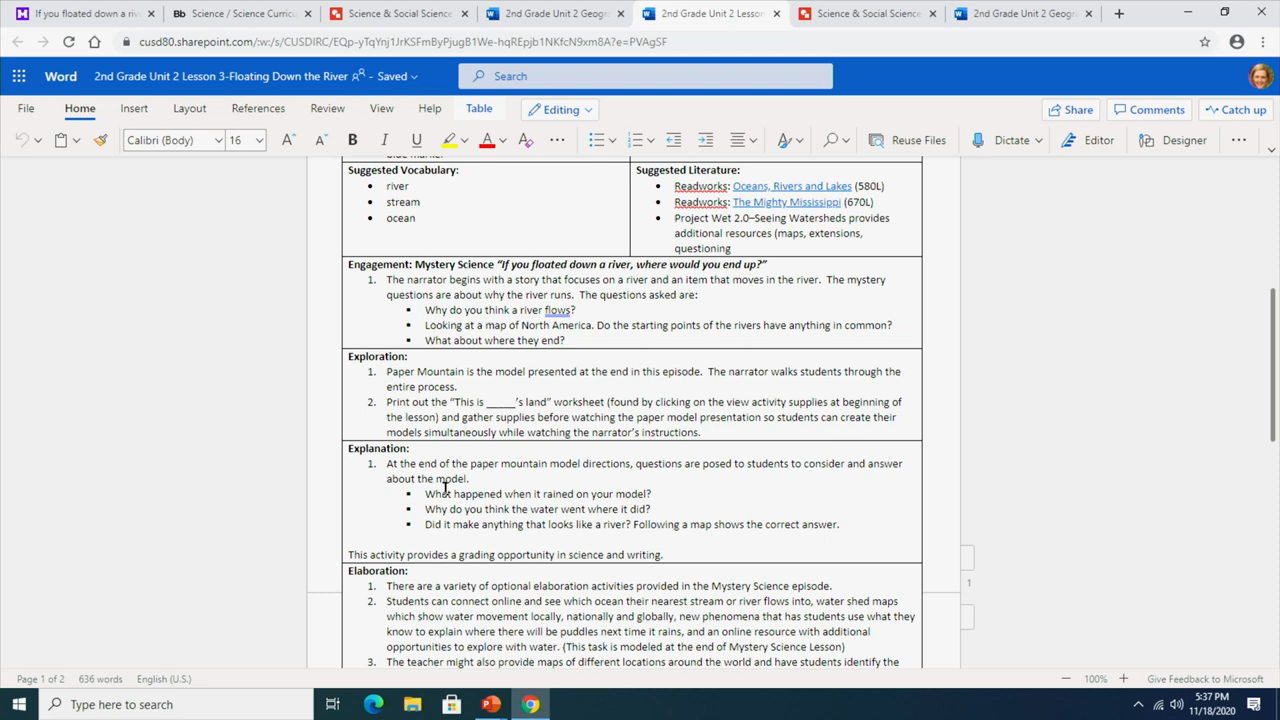 If you floated down a riv
Science / Science Curricu
Science & Social Science
2nd Grade Unit 2 Geogr
2nd Grade Unit 2 Lesson
Science & Social Science
2nd Grade Unit 2 Geogr
cusd80.sharepoint.com/:w:/s/CUSDIRC/EQp-yTqYnj1JrKSFmByPjugB1We-hqREpjb1NKfcN9xm8A?e=PVAgSF
Word 2nd Grade Unit 2 Lesson 3-Floating Down the River - Saved
Search
File Home Insert Layout References Review View Help Table Editing Share Comments Catch up
Calibri (Body) 16 Reuse Files Dictate Editor Designer
Suggested Vocabulary:
• river
• stream
• ocean
Suggested Literature:
• Readworks: Oceans, Rivers and Lakes (580L)
• Readworks: The Mighty Mississippi (670L)
• Project Wet 2.0–Seeing Watersheds provides
additional resources (maps, extensions,
questioning
Engagement: Mystery Science "If you floated down a river, where would you end up?"
1. The narrator begins with a story that focuses on a river and an item that moves in the river. The mystery
questions are about why the river runs. The questions asked are:
▪ Why do you think a river flows?
▪ Looking at a map of North America. Do the starting points of the rivers have anything in common?
▪ What about where they end?
Exploration:
1. Paper Mountain is the model presented at the end in this episode. The narrator walks students through the
entire process.
2. Print out the "This is _____'s land" worksheet (found by clicking on the view activity supplies at beginning of
the lesson) and gather supplies before watching the paper model presentation so students can create their
models simultaneously while watching the narrator's instructions.
Explanation:
1. At the end of the paper mountain model directions, questions are posed to students to consider and answer
about the model.
▪ What happened when it rained on your model?
▪ Why do you think the water went where it did?
▪ Did it make anything that looks like a river? Following a map shows the correct answer.
This activity provides a grading opportunity in science and writing.
Elaboration:
1. There are a variety of optional elaboration activities provided in the Mystery Science episode.
2. Students can connect online and see which ocean their nearest stream or river flows into, water shed maps
which show water movement locally, nationally and globally, new phenomena that has students use what they
know to explain where there will be puddles next time it rains, and an online resource with additional
opportunities to explore with water. (This task is modeled at the end of Mystery Science Lesson)
3. The teacher might also provide maps of different locations around the world and have students identify the
1
Page 1 of 2 636 words English (U.S.) 100% Give Feedback to Microsoft
Type here to search
5:37 PM
11/18/2020